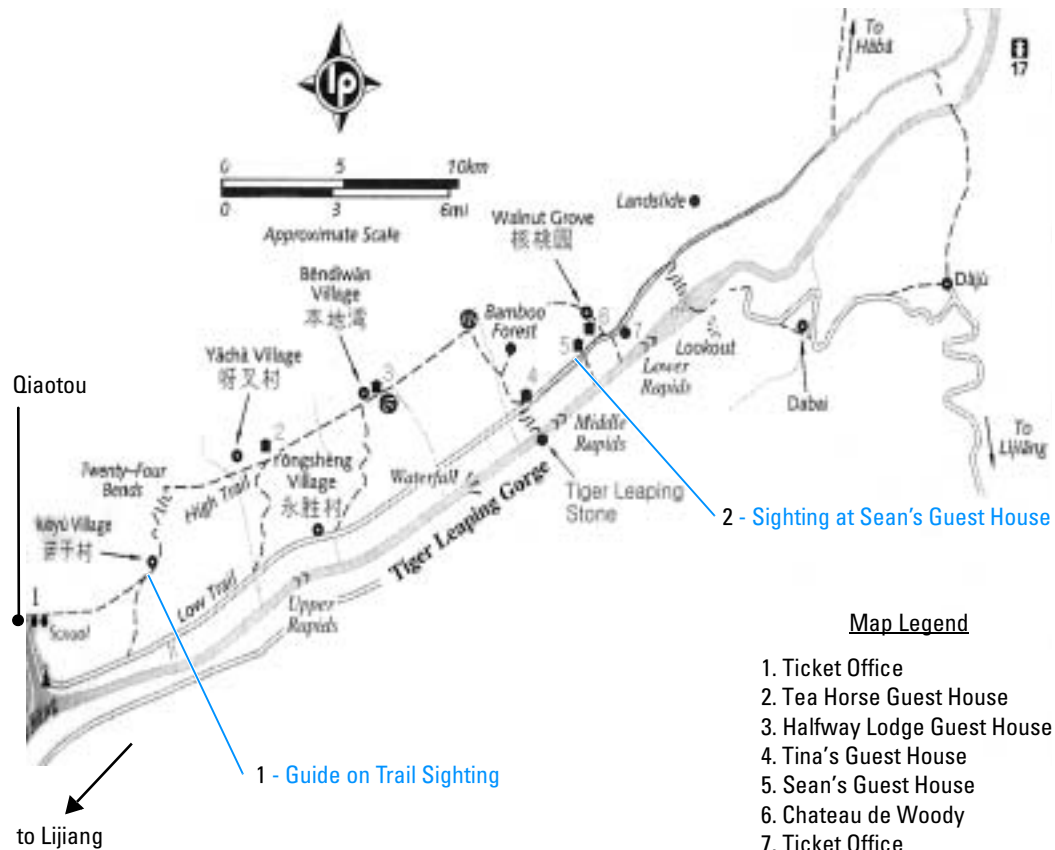 To
Hābā
17
lp
0 5 10km
0 3 6mi
Approximate Scale
Landslide
Walnut Grove
核桃园
Běndìwān
Village
本地湾
Bamboo
Forest
6
7
5
Dàjù
Yāchà Village
呀叉村
3
Lookout
Lower
Rapids
4
Dabai
Qiaotou
2
Middle
Rapids
To
Lìjiāng
Twenty-Four
Bends
High Trail
Yǒngshèng
Village
永胜村
Waterfall
Tiger Leaping
Stone
Tiger Leaping Gorge
2 - Sighting at Sean's Guest House
Village
1
School
Low Trail
Upper
Rapids
Map Legend
1. Ticket Office
2. Tea Horse Guest House
3. Halfway Lodge Guest House
4. Tina's Guest House
5. Sean's Guest House
6. Chateau de Woody
7. Ticket Office
1 - Guide on Trail Sighting
to Lijiang